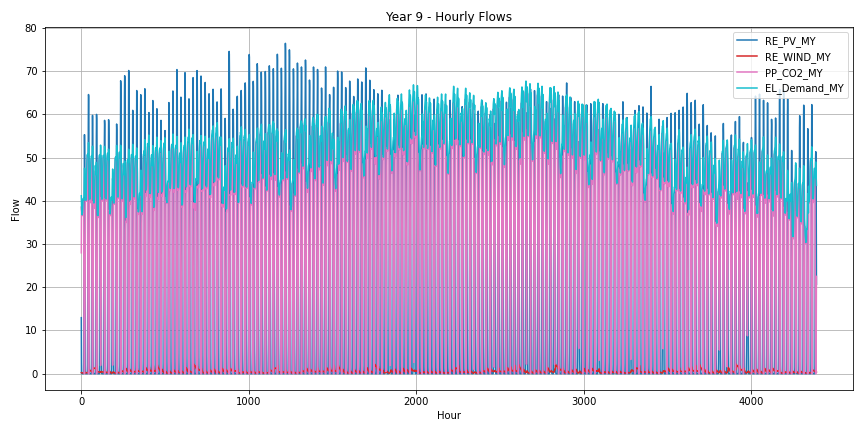 Year 9 - Hourly Flows
80
70
60
50
40
30
20
10
0
Flow
RE_PV_MY
RE_WIND_MY
PP_CO2_MY
EL_Demand_MY
0
1000
2000
3000
4000
Hour